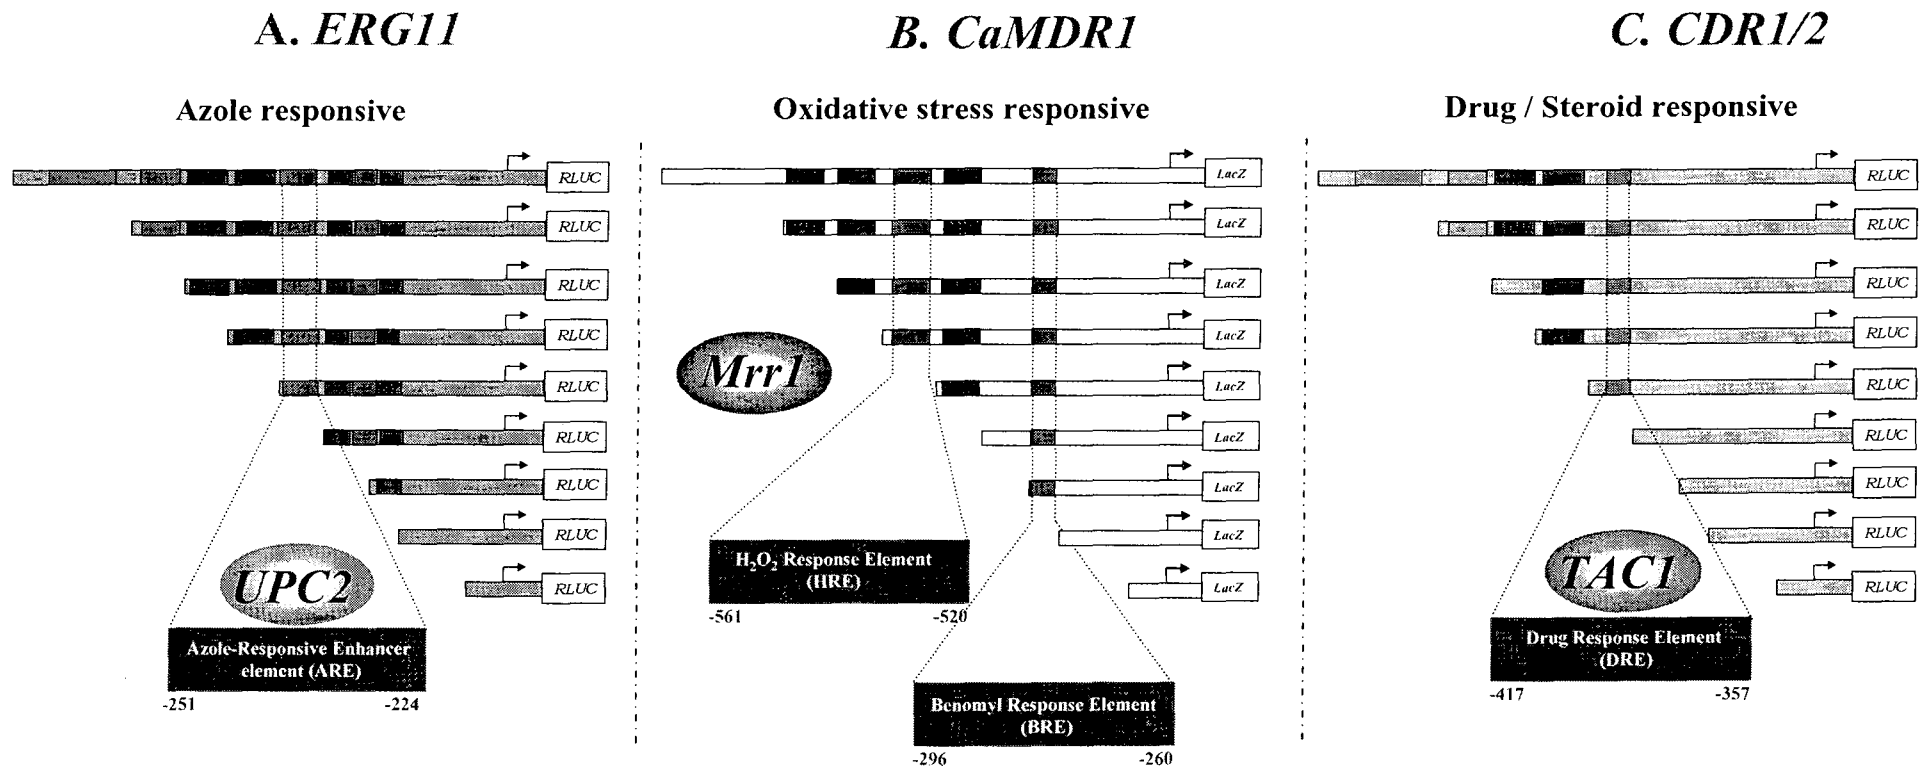 A. ERG11
Azole responsive
RLUC
RLUC
RLUC
RLUC
RLUC
RLUC
RLUC
RLUC
RLUC
UPC2
Azole-Responsive Enhancer
element (ARE)
-251 -224
B. CaMDR1
Oxidative stress responsive
LacZ
LacZ
LacZ
LacZ
LacZ
LacZ
LacZ
LacZ
LacZ
Mrr1
H₂O₂ Response Element
(HRE)
-561 -520
Benomyl Response Element
(BRE)
-296 -260
C. CDR1/2
Drug / Steroid responsive
RLUC
RLUC
RLUC
RLUC
RLUC
RLUC
RLUC
RLUC
RLUC
TAC1
Drug Response Element
(DRE)
-417 -357